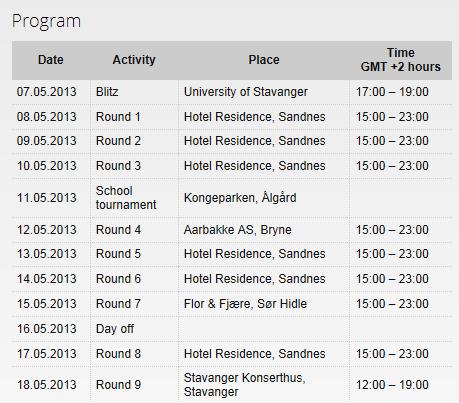 Program
Date Activity Place Time
GMT +2 hours
07.05.2013 Blitz University of Stavanger 17:00 – 19:00
08.05.2013 Round 1 Hotel Residence, Sandnes 15:00 – 23:00
09.05.2013 Round 2 Hotel Residence, Sandnes 15:00 – 23:00
10.05.2013 Round 3 Hotel Residence, Sandnes 15:00 – 23:00
11.05.2013 School
tournament Kongeparken, Ålgård
12.05.2013 Round 4 Aarbakke AS, Bryne 15:00 – 23:00
13.05.2013 Round 5 Hotel Residence, Sandnes 15:00 – 23:00
14.05.2013 Round 6 Hotel Residence, Sandnes 15:00 – 23:00
15.05.2013 Round 7 Flor & Fjære, Sør Hidle 15:00 – 23:00
16.05.2013 Day off
17.05.2013 Round 8 Hotel Residence, Sandnes 15:00 – 23:00
18.05.2013 Round 9 Stavanger Konserthus,
Stavanger 12:00 – 19:00